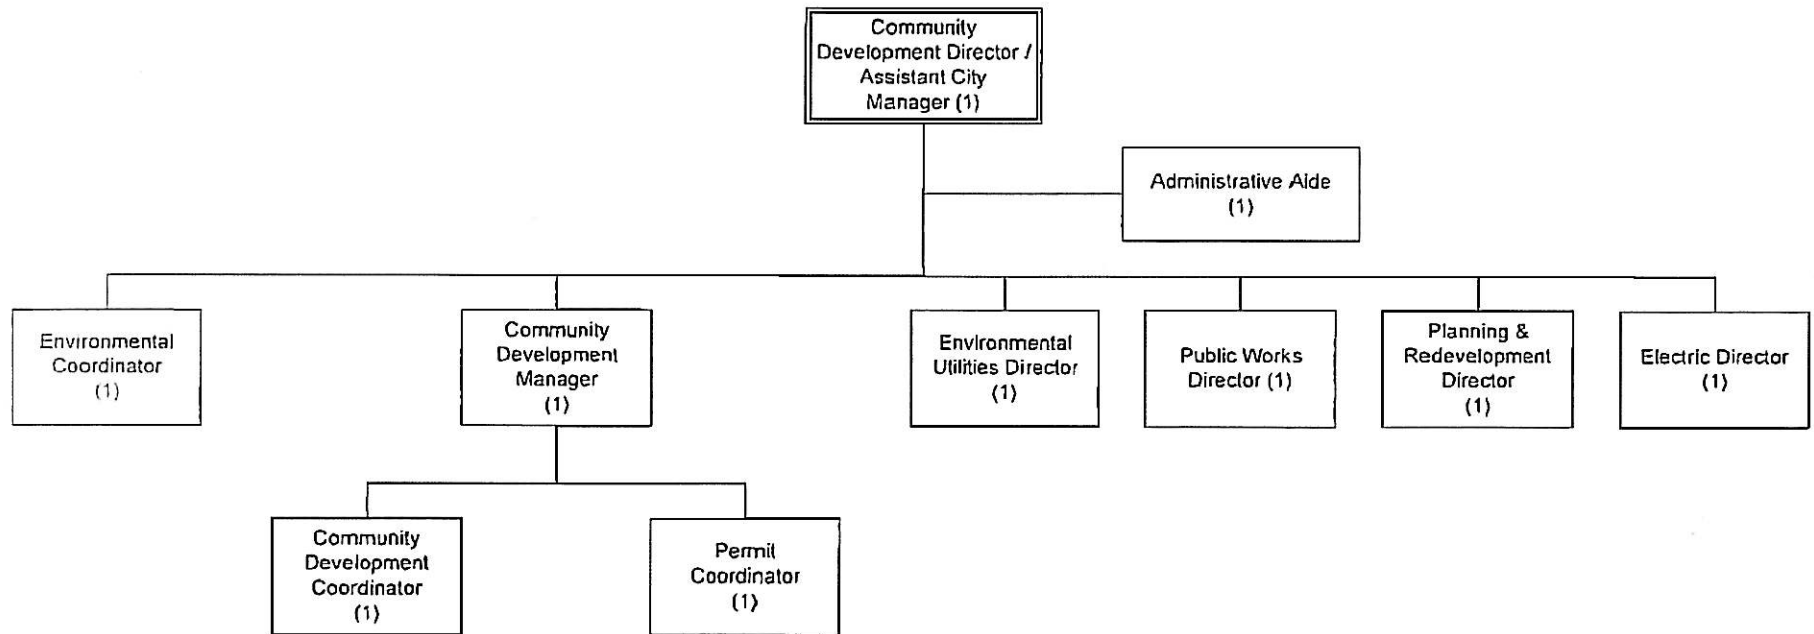 Community
Development Director /
Assistant City
Manager (1)
Administrative Aide
(1)
Environmental
Coordinator
(1)
Community
Development
Manager
(1)
Environmental
Utilities Director
(1)
Public Works
Director (1)
Planning &
Redevelopment
Director
(1)
Electric Director
(1)
Community
Development
Coordinator
(1)
Permit
Coordinator
(1)